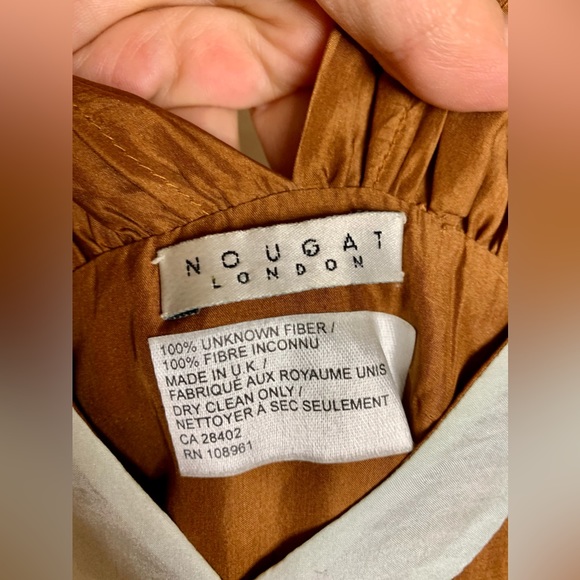 NOUGAT
LONDON
100% UNKNOWN FIBER /
100% FIBRE INCONNU
MADE IN U.K /
FABRIQUÉ AUX ROYAUME UNIS
DRY CLEAN ONLY /
NETTOYER À SEC SEULEMENT
CA 28402
RN 108961